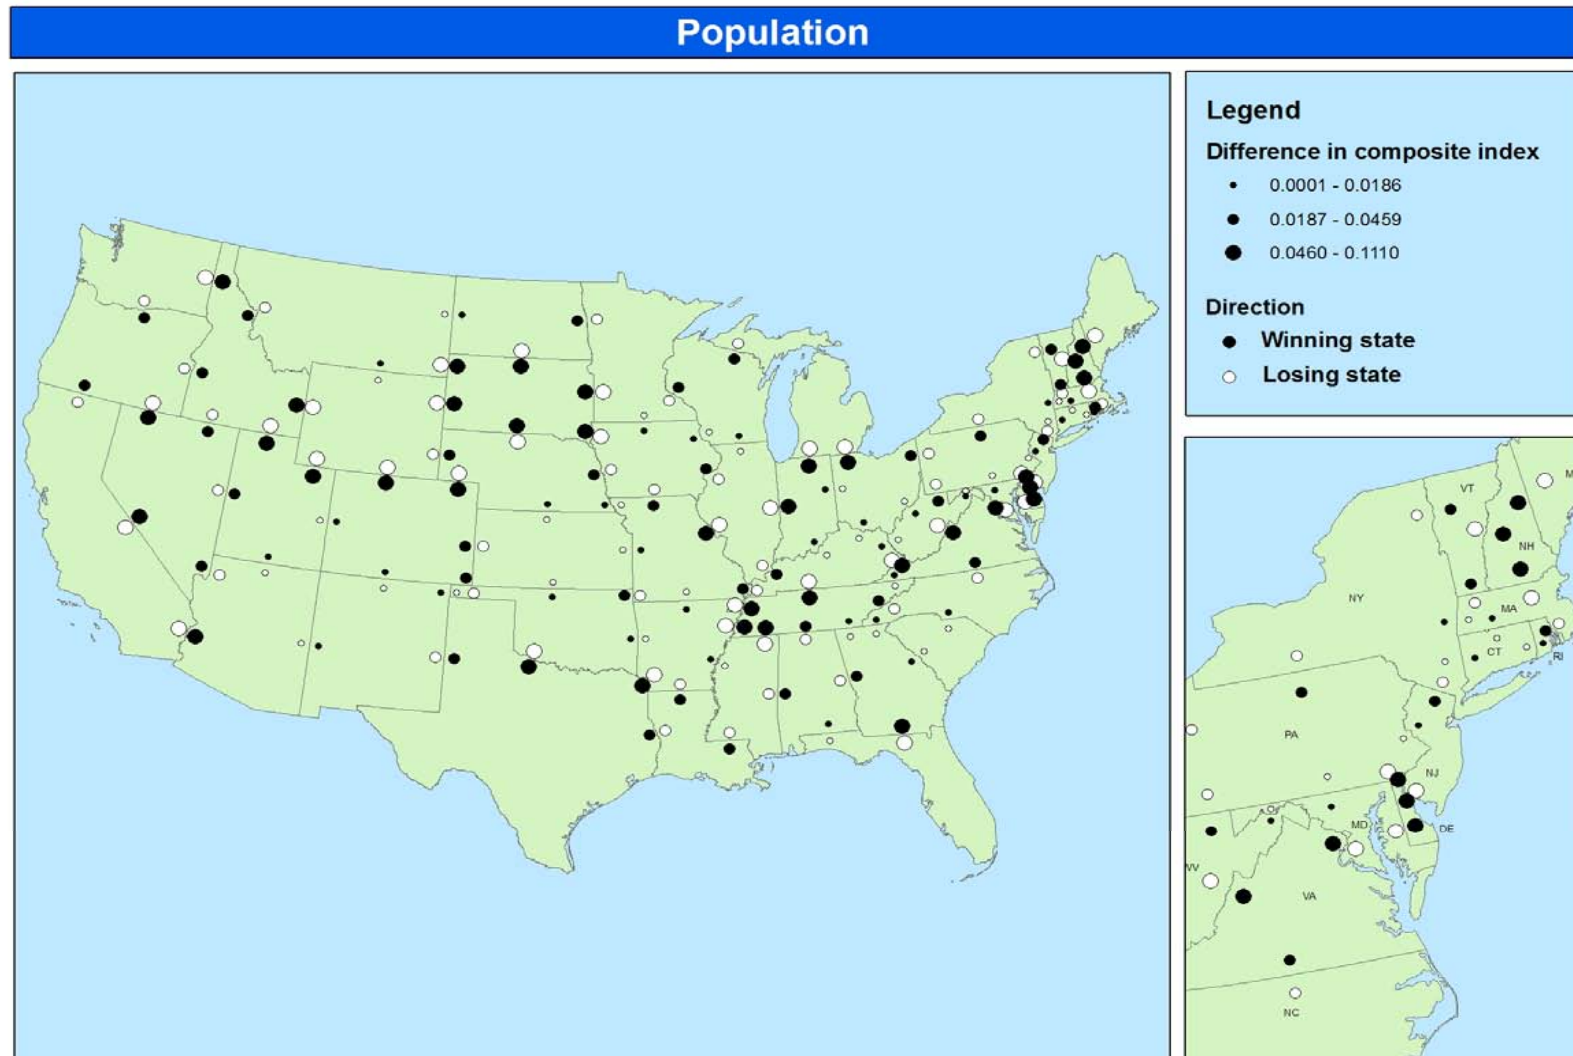 Population
Legend
Difference in composite index
0.0001 - 0.0186
0.0187 - 0.0459
0.0460 - 0.1110
Direction
Winning state
Losing state
VT
M
NH
NY
MA
CT
RI
PA
NJ
MD
DE
VA
NC